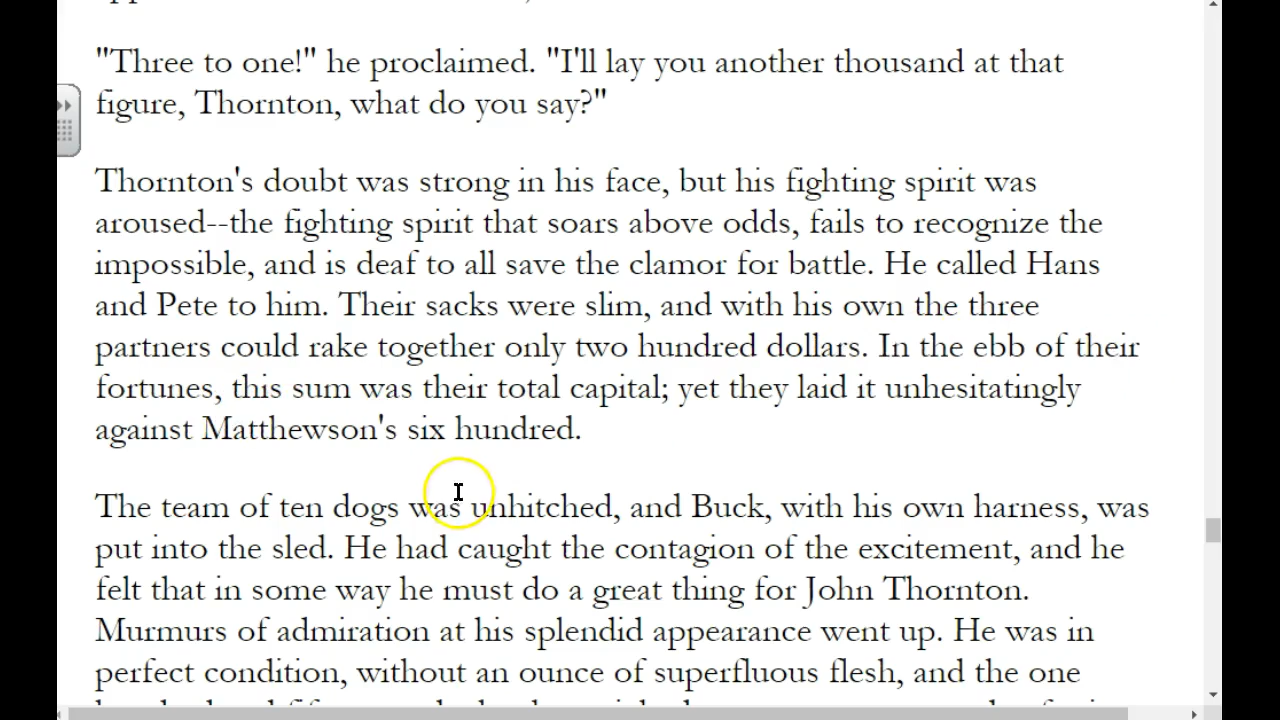 "Three to one!" he proclaimed. "I'll lay you another thousand at that
figure, Thornton, what do you say?"
Thornton's doubt was strong in his face, but his fighting spirit was
aroused--the fighting spirit that soars above odds, fails to recognize the
impossible, and is deaf to all save the clamor for battle. He called Hans
and Pete to him. Their sacks were slim, and with his own the three
partners could rake together only two hundred dollars. In the ebb of their
fortunes, this sum was their total capital; yet they laid it unhesitatingly
against Matthewson's six hundred.
The team of ten dogs was unhitched, and Buck, with his own harness, was
put into the sled. He had caught the contagion of the excitement, and he
felt that in some way he must do a great thing for John Thornton.
Murmurs of admiration at his splendid appearance went up. He was in
perfect condition, without an ounce of superfluous flesh, and the one